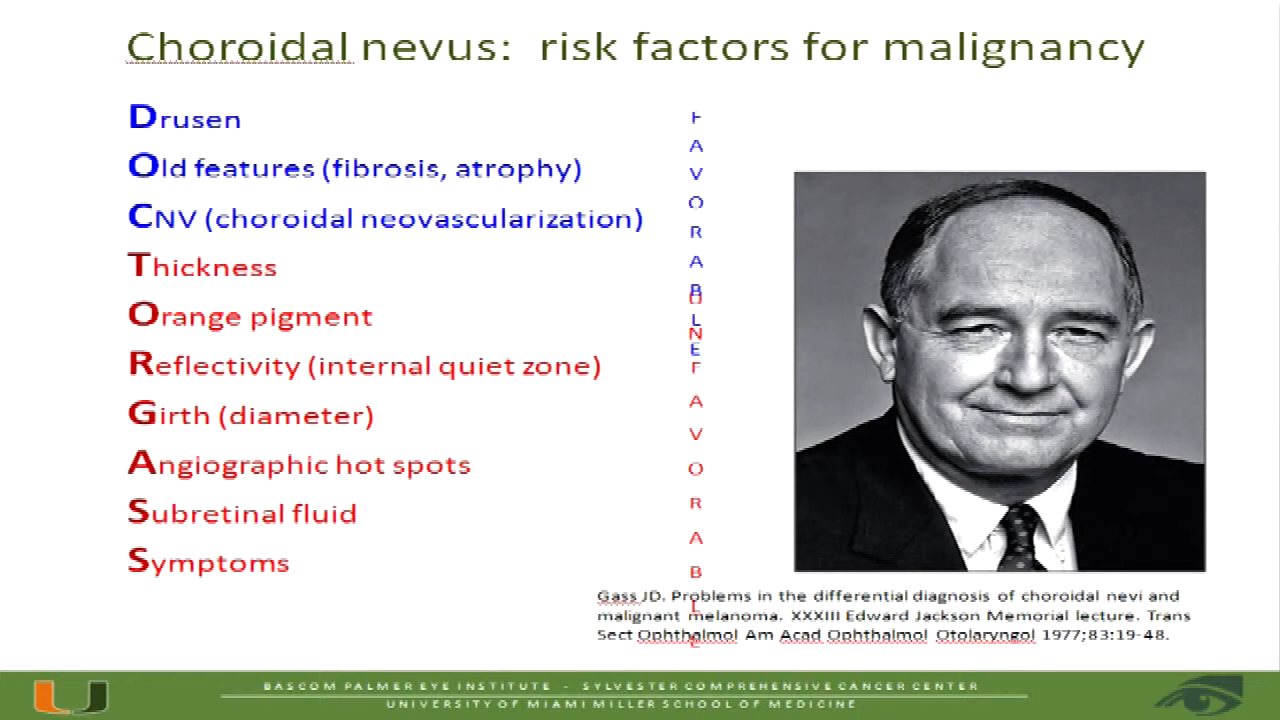 Choroidal nevus: risk factors for malignancy
Drusen
Old features (fibrosis, atrophy)
CNV (choroidal neovascularization)
Thickness
Orange pigment
Reflectivity (internal quiet zone)
Girth (diameter)
Angiographic hot spots
Subretinal fluid
Symptoms
FAVORABLE
UNFAVORABLE
Gass JD. Problems in the differential diagnosis of choroidal nevi and
malignant melanoma. XXXIII Edward Jackson Memorial lecture. Trans
Sect Ophthalmol Am Acad Ophthalmol Otolaryngol 1977;83:19-48.
U
BASCOM PALMER EYE INSTITUTE - SYLVESTER COMPREHENSIVE CANCER CENTER
UNIVERSITY OF MIAMI MILLER SCHOOL OF MEDICINE